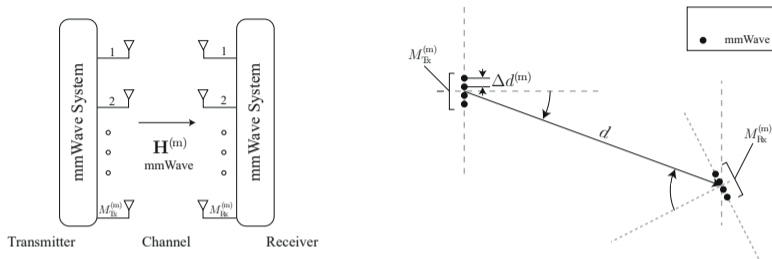 mmWave System
1
2
M_Tx^(m)
H^(m)
mmWave
1
2
M_Rx^(m)
mmWave System
Transmitter
Channel
Receiver
M_Tx^(m)
Δd^(m)
d
M_Rx^(m)
mmWave